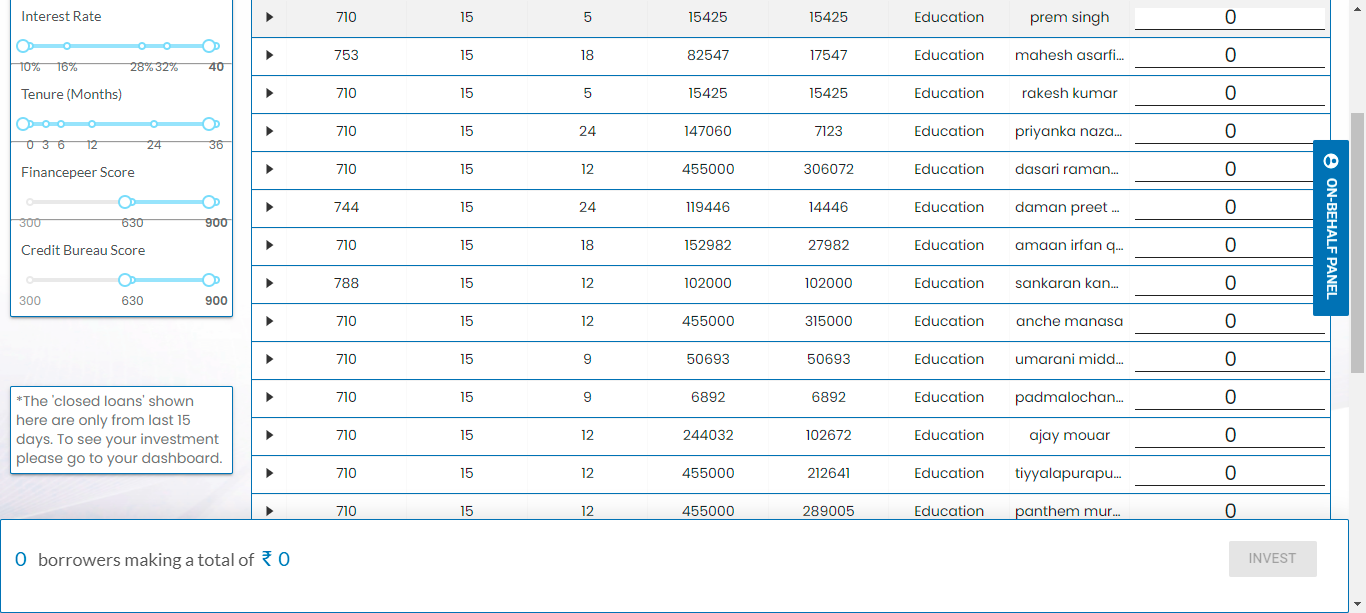 Interest Rate
10% 16% 28% 32% 40
Tenure (Months)
0 3 6 12 24 36
Financepeer Score
300 630 900
Credit Bureau Score
300 630 900
*The 'closed loans' shown
here are only from last 15
days. To see your investment
please go to your dashboard.
710 15 5 15425 15425 Education prem singh 0
753 15 18 82547 17547 Education mahesh asarfi... 0
710 15 5 15425 15425 Education rakesh kumar 0
710 15 24 147060 7123 Education priyanka naza... 0
710 15 12 455000 306072 Education dasari raman... 0
744 15 24 119446 14446 Education daman preet ... 0
710 15 18 152982 27982 Education amaan irfan q... 0
788 15 12 102000 102000 Education sankaran kan... 0
710 15 12 455000 315000 Education anche manasa 0
710 15 9 50693 50693 Education umarani midd... 0
710 15 9 6892 6892 Education padmalochan... 0
710 15 12 244032 102672 Education ajay mouar 0
710 15 12 455000 212641 Education tiyyalapurapu... 0
710 15 12 455000 289005 Education panthem mur... 0
ON-BEHALF PANEL
0 borrowers making a total of ₹ 0
INVEST